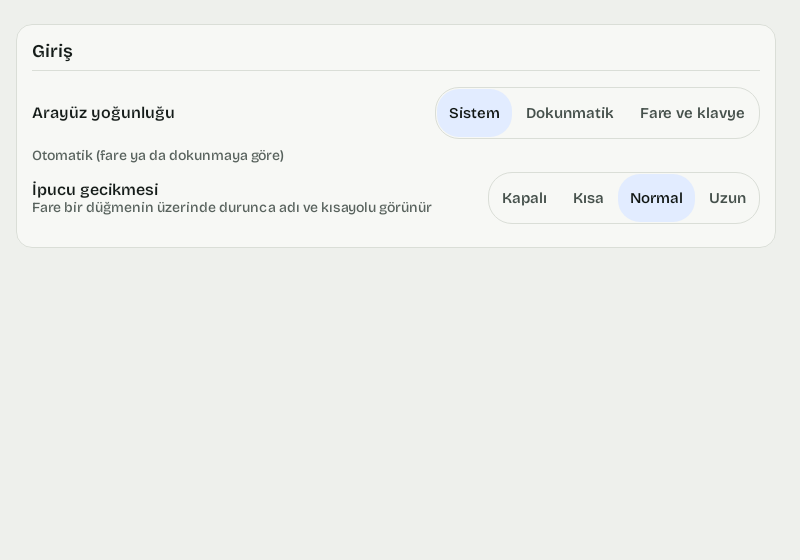 Giriş
Arayüz yoğunluğu
Sistem Dokunmatik Fare ve klavye
Otomatik (fare ya da dokunmaya göre)
İpucu gecikmesi
Fare bir düğmenin üzerinde durunca adı ve kısayolu görünür
Kapalı Kısa Normal Uzun